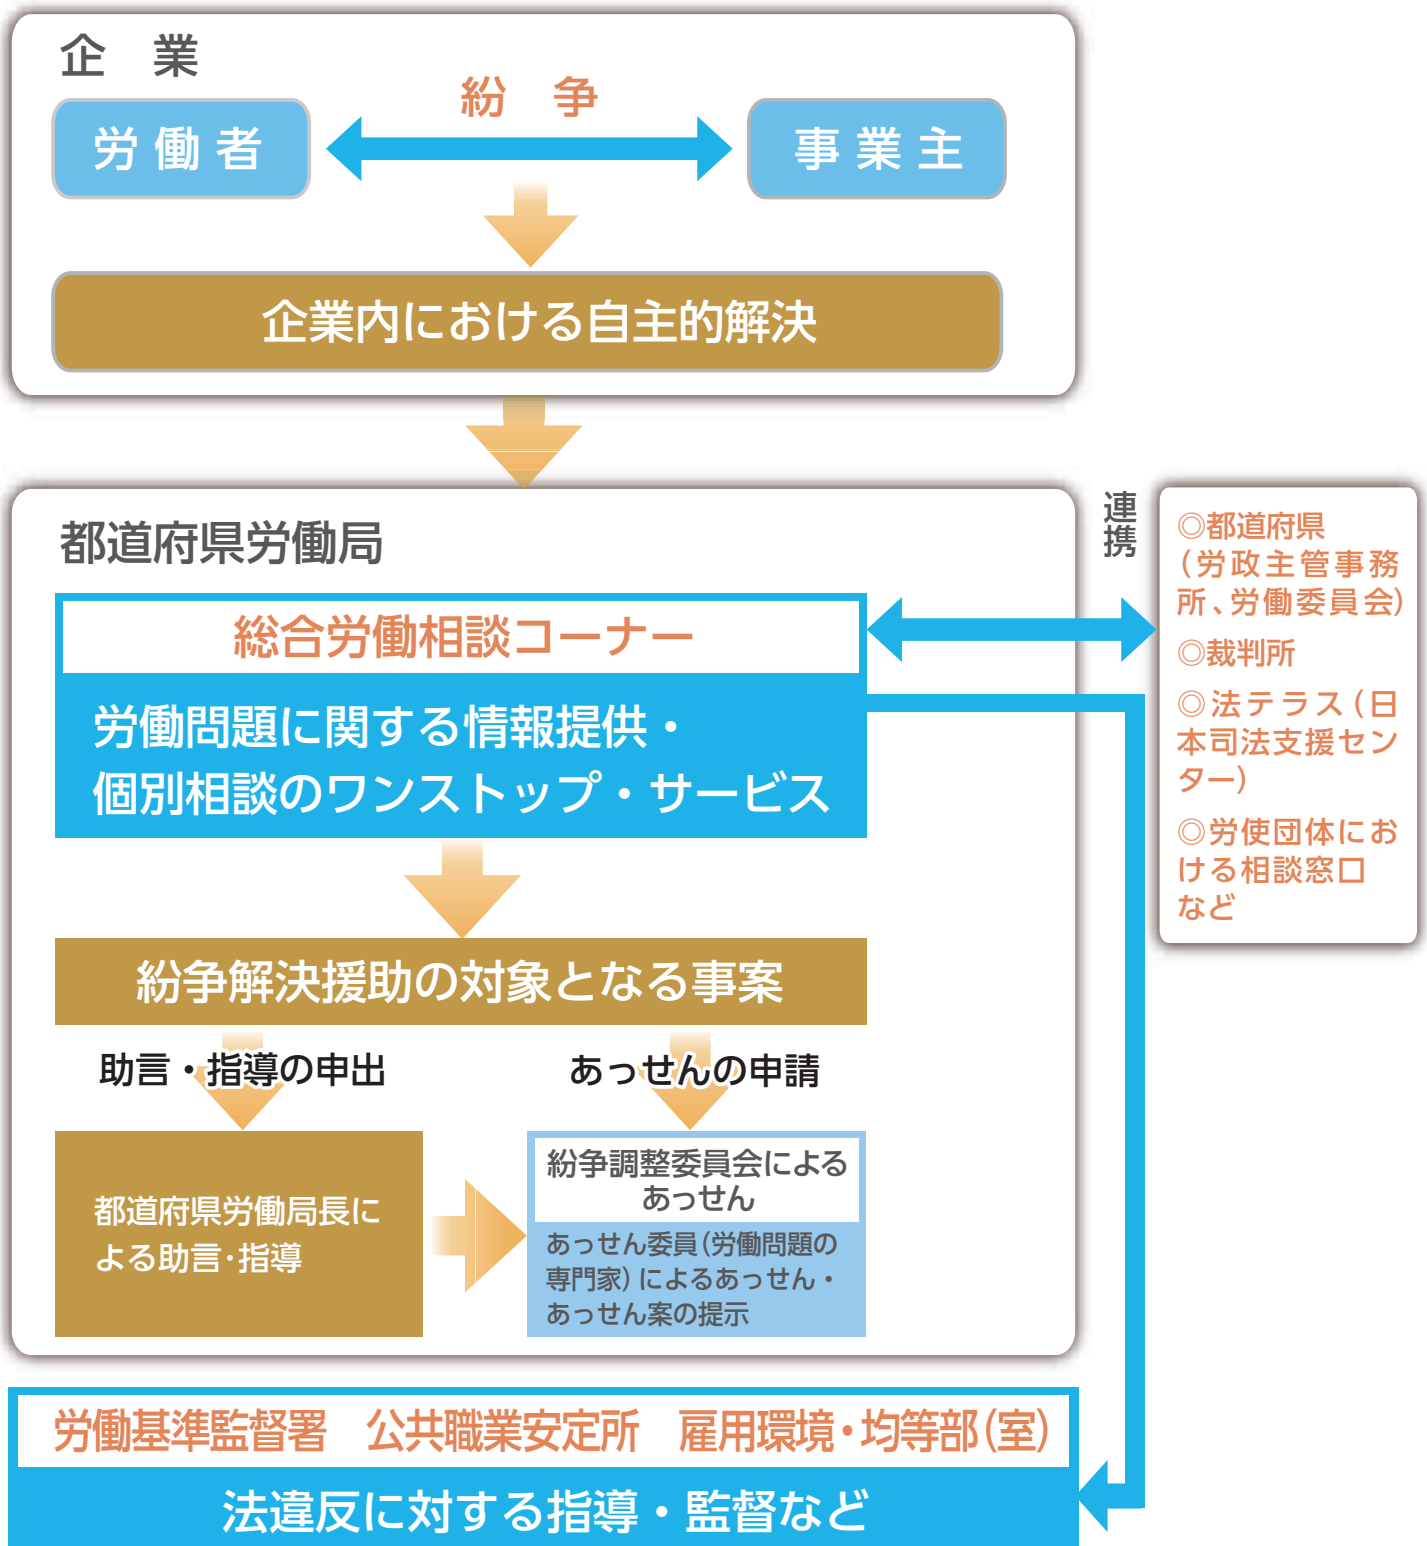 企　業
紛　争
労働者
事業主
企業内における自主的解決
都道府県労働局
連携
総合労働相談コーナー
労働問題に関する情報提供・
個別相談のワンストップ・サービス
◎都道府県
（労政主管事務
所、労働委員会）
◎裁判所
◎法テラス（日
本司法支援セン
ター）
◎労使団体にお
ける相談窓口
など
紛争解決援助の対象となる事案
助言・指導の申出
あっせんの申請
都道府県労働局長に
よる助言・指導
紛争調整委員会による
あっせん
あっせん委員（労働問題の
専門家）によるあっせん・
あっせん案の提示
労働基準監督署　公共職業安定所　雇用環境・均等部（室）
法違反に対する指導・監督など